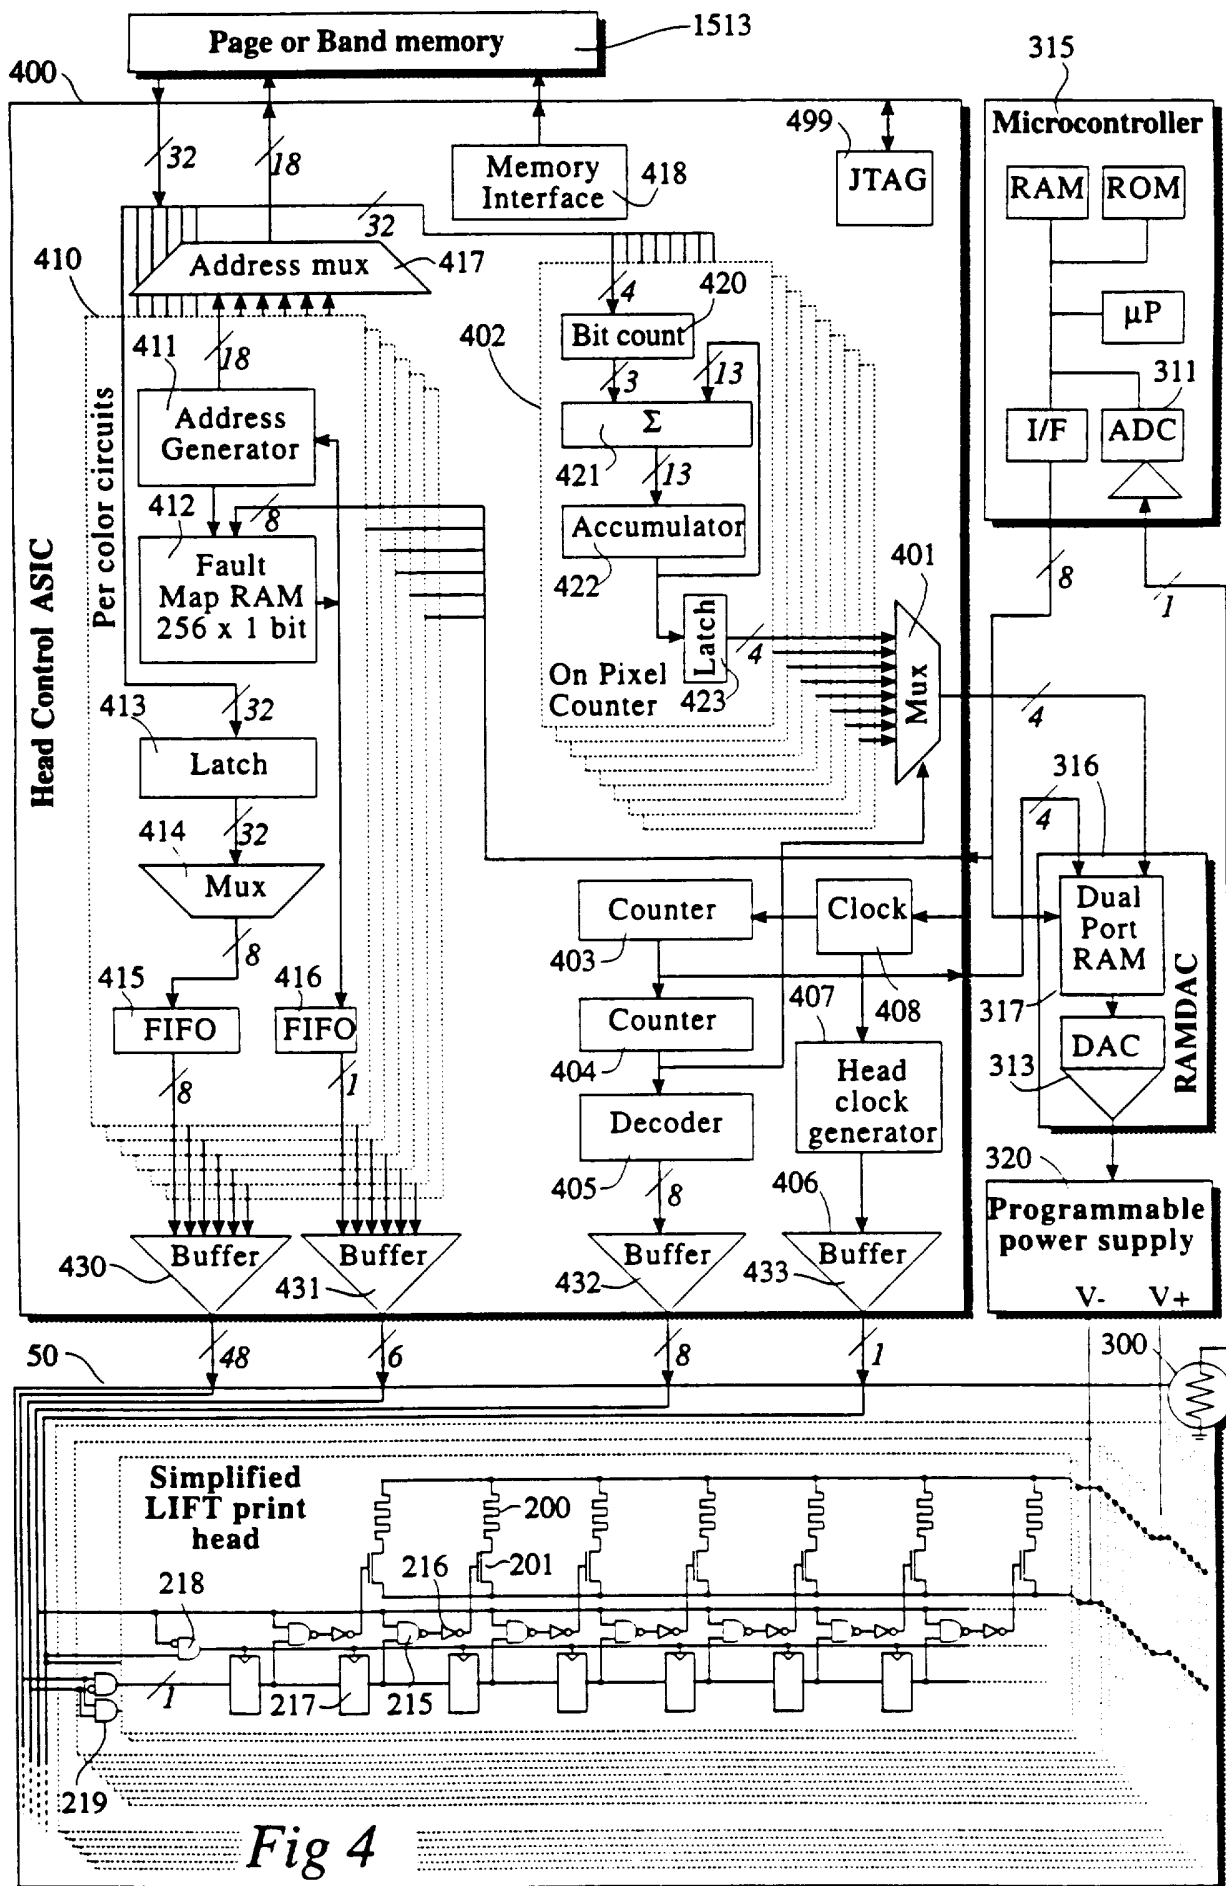 Page or Band memory
1513
400
315
Microcontroller
32
18
Memory
Interface
418
499
JTAG
RAM
ROM
32
410
Address mux
417
µP
4
420
402
Bit count
411
18
3
13
311
Address
Generator
Σ
I/F
ADC
421
13
412
8
Accumulator
422
401
8
1
Fault
Map RAM
256 x 1 bit
Per color circuits
Head Control ASIC
Latch
4
423
Mux
On Pixel
Counter
4
413
32
Latch
316
4
414
32
Mux
Counter
Clock
Dual
Port
RAM
8
403
407
408
317
415
416
FIFO
FIFO
Counter
404
DAC
313
RAMDAC
8
1
Head
clock
generator
Decoder
405
8
406
320
Programmable
power supply
Buffer
Buffer
Buffer
Buffer
430
431
432
433
V-
V+
50
48
6
8
1
300
Simplified
LIFT print
head
200
201
216
218
1
217
215
219
Fig 4